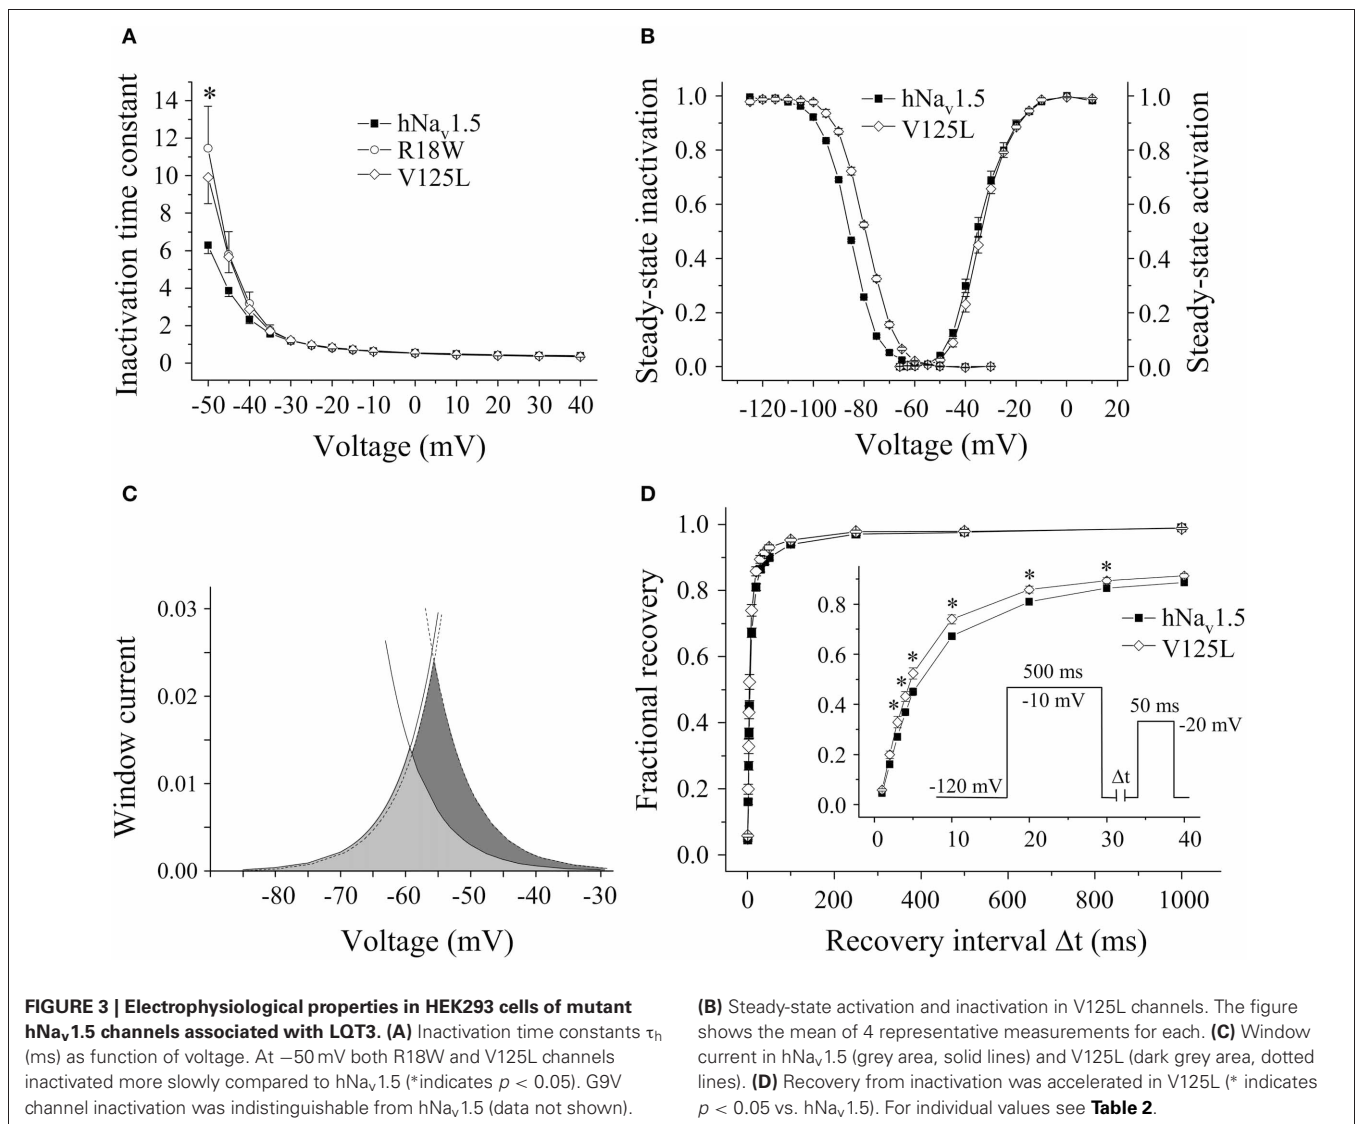 A
*
14
12
10
8
6
4
2
0
Inactivation time constant
hNav1.5
R18W
V125L
-50 -40 -30 -20 -10 0 10 20 30 40
Voltage (mV)
B
1.0
0.8
0.6
0.4
0.2
0.0
Steady-state inactivation
hNav1.5
V125L
1.0
0.8
0.6
0.4
0.2
0.0
Steady-state activation
-120 -100 -80 -60 -40 -20 0 20
Voltage (mV)
C
0.03
0.02
0.01
0.00
Window current
-80 -70 -60 -50 -40 -30
Voltage (mV)
D
1.0
0.8
0.6
0.4
0.2
0.0
Fractional recovery
0.8
0.6
0.4
0.2
0.0
* * * * * *
hNav1.5
V125L
500 ms
-10 mV
50 ms
-20 mV
-120 mV
Δt
0 10 20 30 40
0 200 400 600 800 1000
Recovery interval Δt (ms)
FIGURE 3 | Electrophysiological properties in HEK293 cells of mutant
hNav1.5 channels associated with LQT3. (A) Inactivation time constants τh
(ms) as function of voltage. At −50 mV both R18W and V125L channels
inactivated more slowly compared to hNav1.5 (*indicates p < 0.05). G9V
channel inactivation was indistinguishable from hNav1.5 (data not shown).
(B) Steady-state activation and inactivation in V125L channels. The figure
shows the mean of 4 representative measurements for each. (C) Window
current in hNav1.5 (grey area, solid lines) and V125L (dark grey area, dotted
lines). (D) Recovery from inactivation was accelerated in V125L (* indicates
p < 0.05 vs. hNav1.5). For individual values see Table 2.